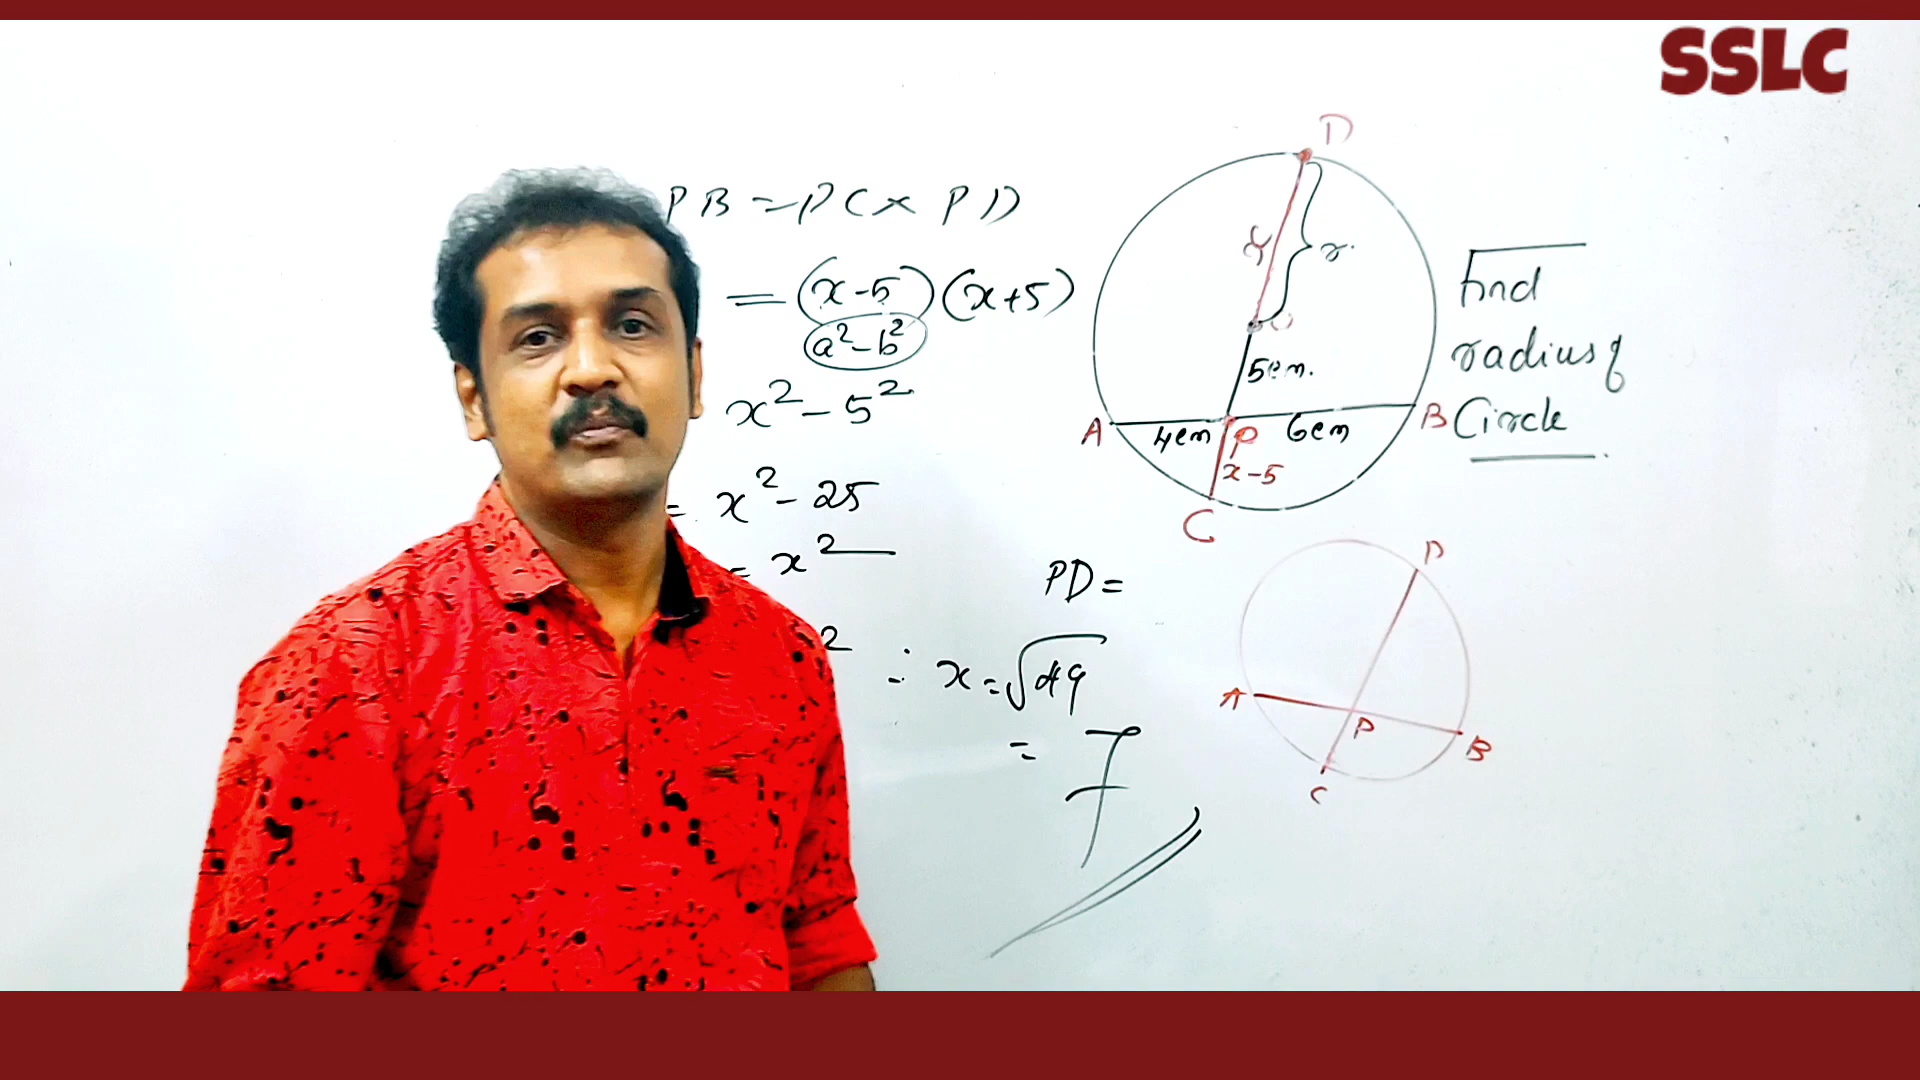 SSLC
PB = PC × PD
= (x-5)(x+5)
a²-b²
x² - 5²
= x² - 25
= x²
²
∴ x = √49
= 7
PD =
D
r.
5cm.
A
4cm
P
6cm
B
x-5
C
Find
radius of
Circle
D
A
P
B
C